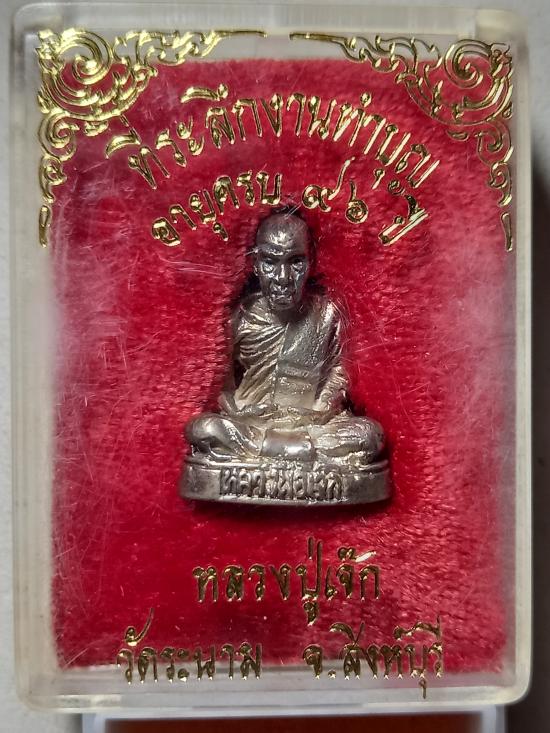 ที่ระลึกงานทำบุญ
อายุครบ ๙๖ ปี
หลวงพ่อเจ๊ก
หลวงปู่เจ๊ก
วัดระนาม จ.สิงห์บุรี